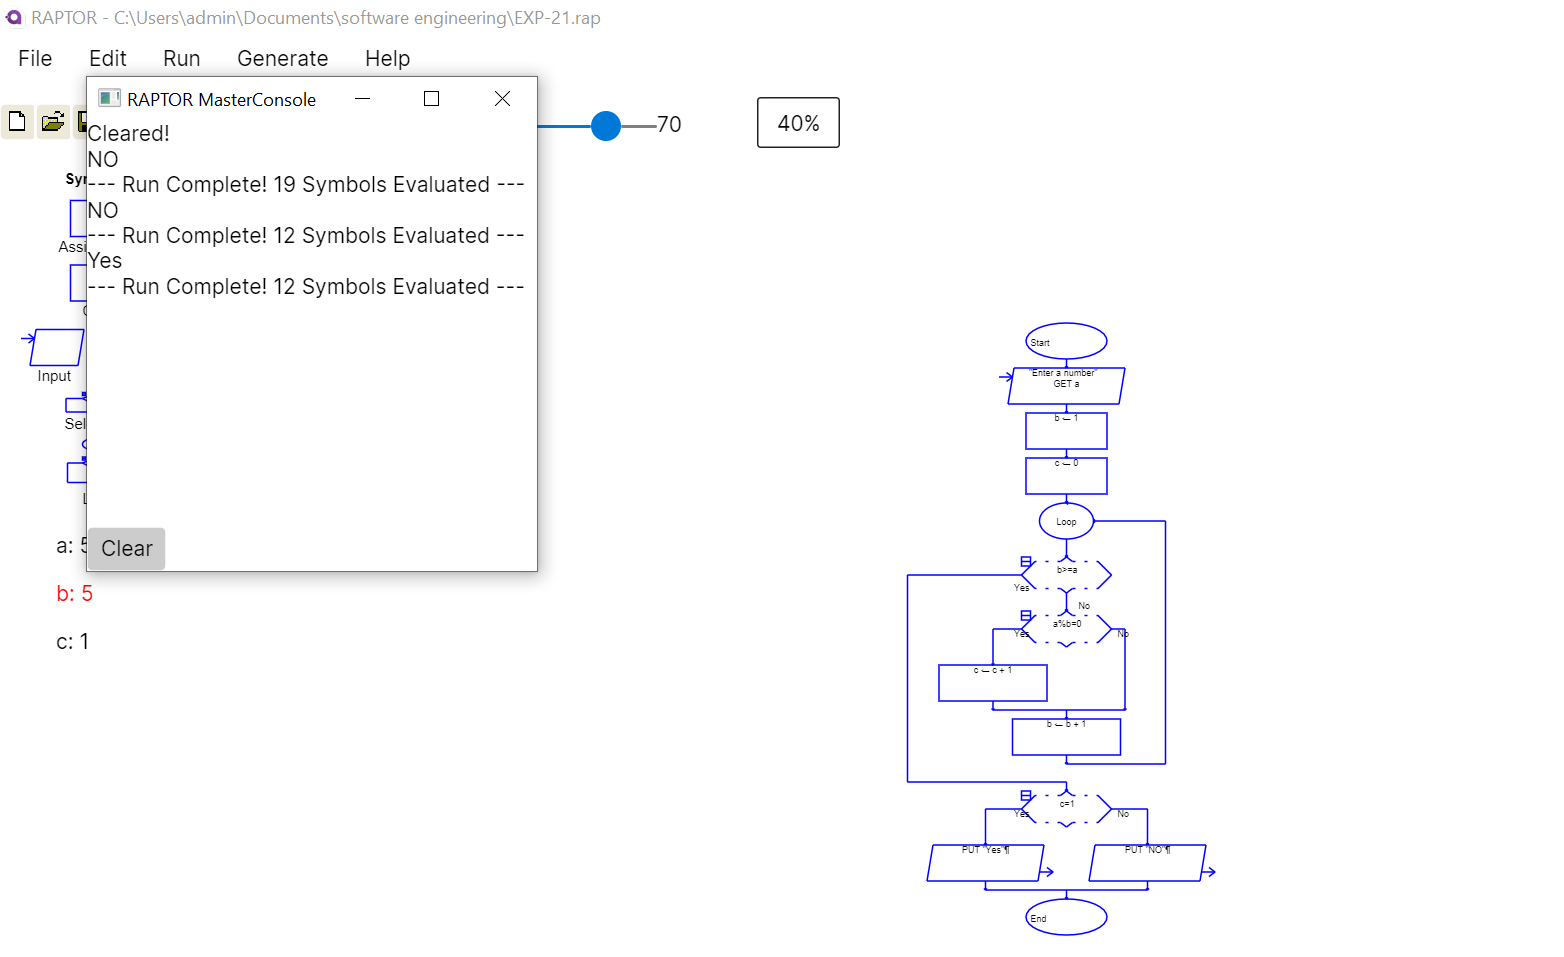 RAPTOR - C:\Users\admin\Documents\software engineering\EXP-21.rap
File Edit Run Generate Help
RAPTOR MasterConsole
70
40%
Cleared!
NO
--- Run Complete! 19 Symbols Evaluated ---
NO
--- Run Complete! 12 Symbols Evaluated ---
Yes
--- Run Complete! 12 Symbols Evaluated ---
Clear
Input
a: 5
b: 5
c: 1
Start
"Enter a number"
GET a
b ← 1
c ← 0
Loop
b>=a
Yes
No
a%b=0
Yes
No
c ← c + 1
b ← b + 1
c=1
Yes
No
PUT "Yes"¶
PUT "NO"¶
End